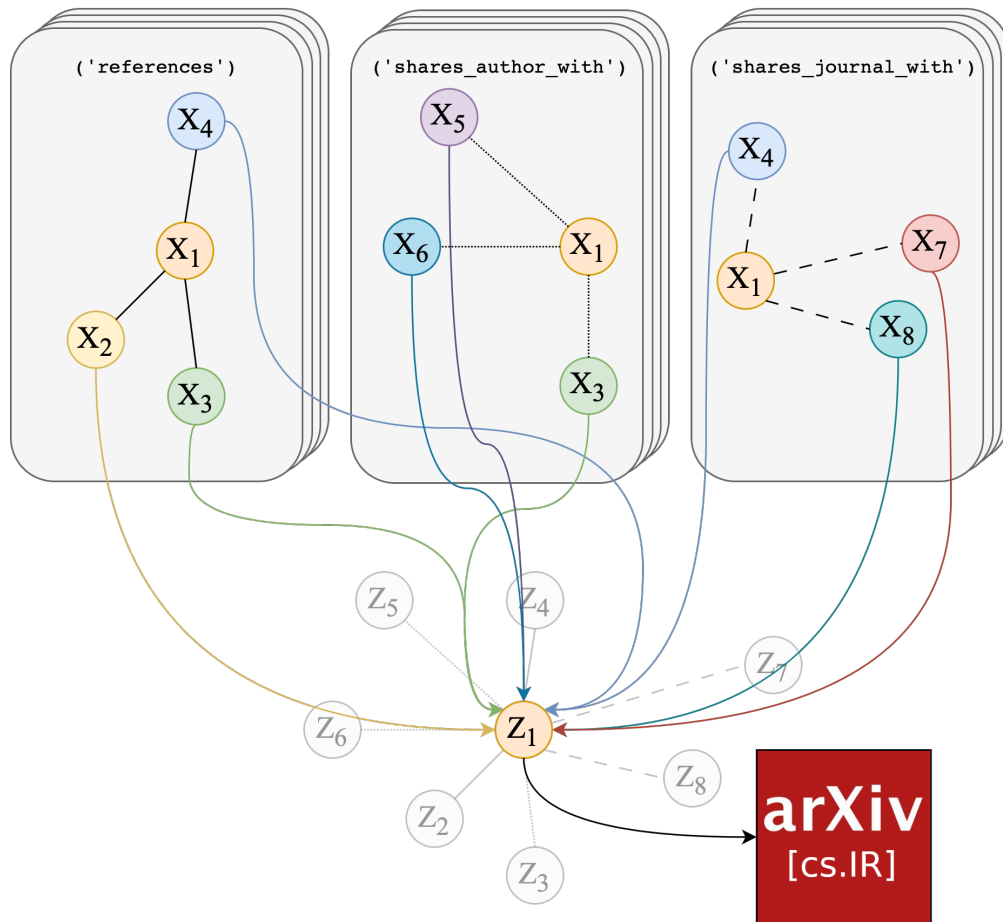 ('references')
('shares_author_with')
('shares_journal_with')
X4
X1
X2
X3
X5
X6
X1
X3
X4
X1
X7
X8
Z5
Z4
Z7
Z6
Z1
Z8
Z2
Z3
arXiv
[cs.IR]